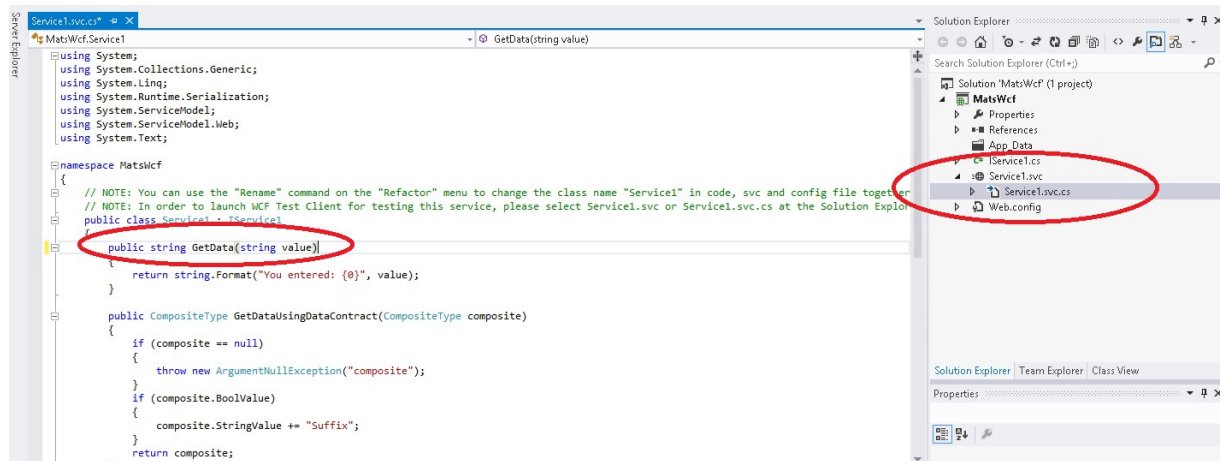 Server Explorer
Service1.svc.cs*
MatsWcf.Service1
GetData(string value)
using System;
using System.Collections.Generic;
using System.Linq;
using System.Runtime.Serialization;
using System.ServiceModel;
using System.ServiceModel.Web;
using System.Text;
namespace MatsWcf
{
// NOTE: You can use the "Rename" command on the "Refactor" menu to change the class name "Service1" in code, svc and config file together
// NOTE: In order to launch WCF Test Client for testing this service, please select Service1.svc or Service1.svc.cs at the Solution Explor
public class Service1 : IService1
{
public string GetData(string value)
{
return string.Format("You entered: {0}", value);
}
public CompositeType GetDataUsingDataContract(CompositeType composite)
{
if (composite == null)
{
throw new ArgumentNullException("composite");
}
if (composite.BoolValue)
{
composite.StringValue += "Suffix";
}
return composite;
Solution Explorer
Search Solution Explorer (Ctrl+;)
Solution 'MatsWcf' (1 project)
MatsWcf
Properties
References
App_Data
IService1.cs
Service1.svc
Service1.svc.cs
Web.config
Solution Explorer Team Explorer Class View
Properties